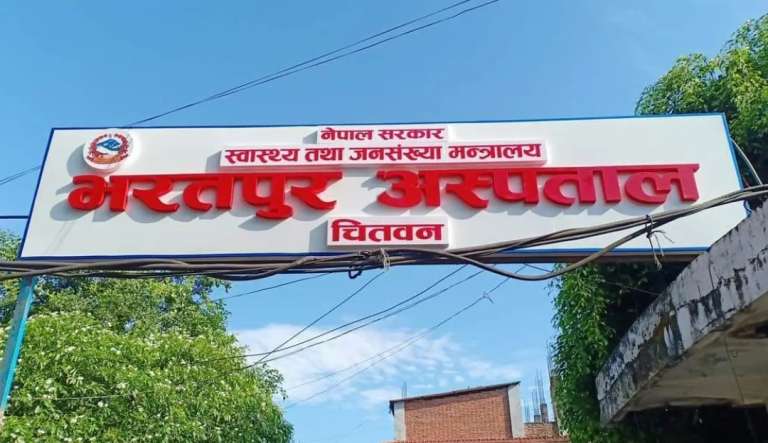 नेपाल सरकार
स्वास्थ्य तथा जनसंख्या मन्त्रालय
भरतपुर अस्पताल
चितवन